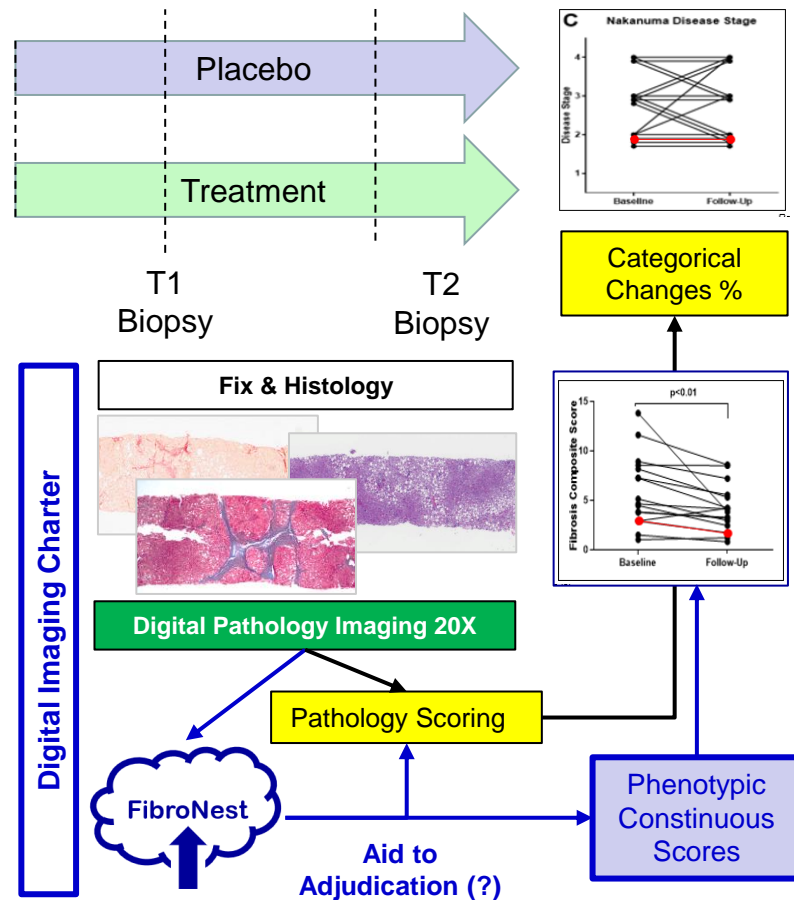 Placebo
Treatment
T1
Biopsy
T2
Biopsy
C Nakanuma Disease Stage
Disease Stage
4
3
2
1
Baseline Follow-Up
Categorical
Changes %
Digital Imaging Charter
Fix & Histology
Digital Pathology Imaging 20X
Pathology Scoring
FibroNest
Aid to
Adjudication (?)
p<0.01
Fibrosis Composite Score
15
10
5
0
Baseline Follow-Up
Phenotypic
Constinuous
Scores